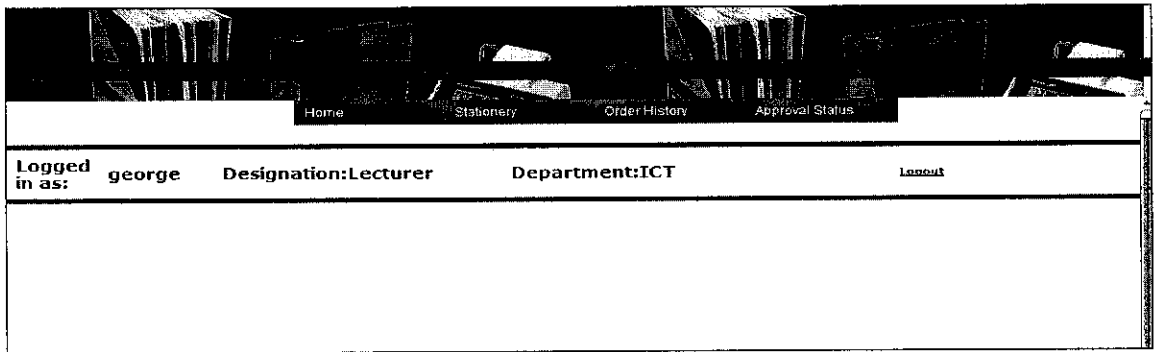 Home Stationery Order History Approval Status
Logged in as: george Designation:Lecturer Department:ICT Logout